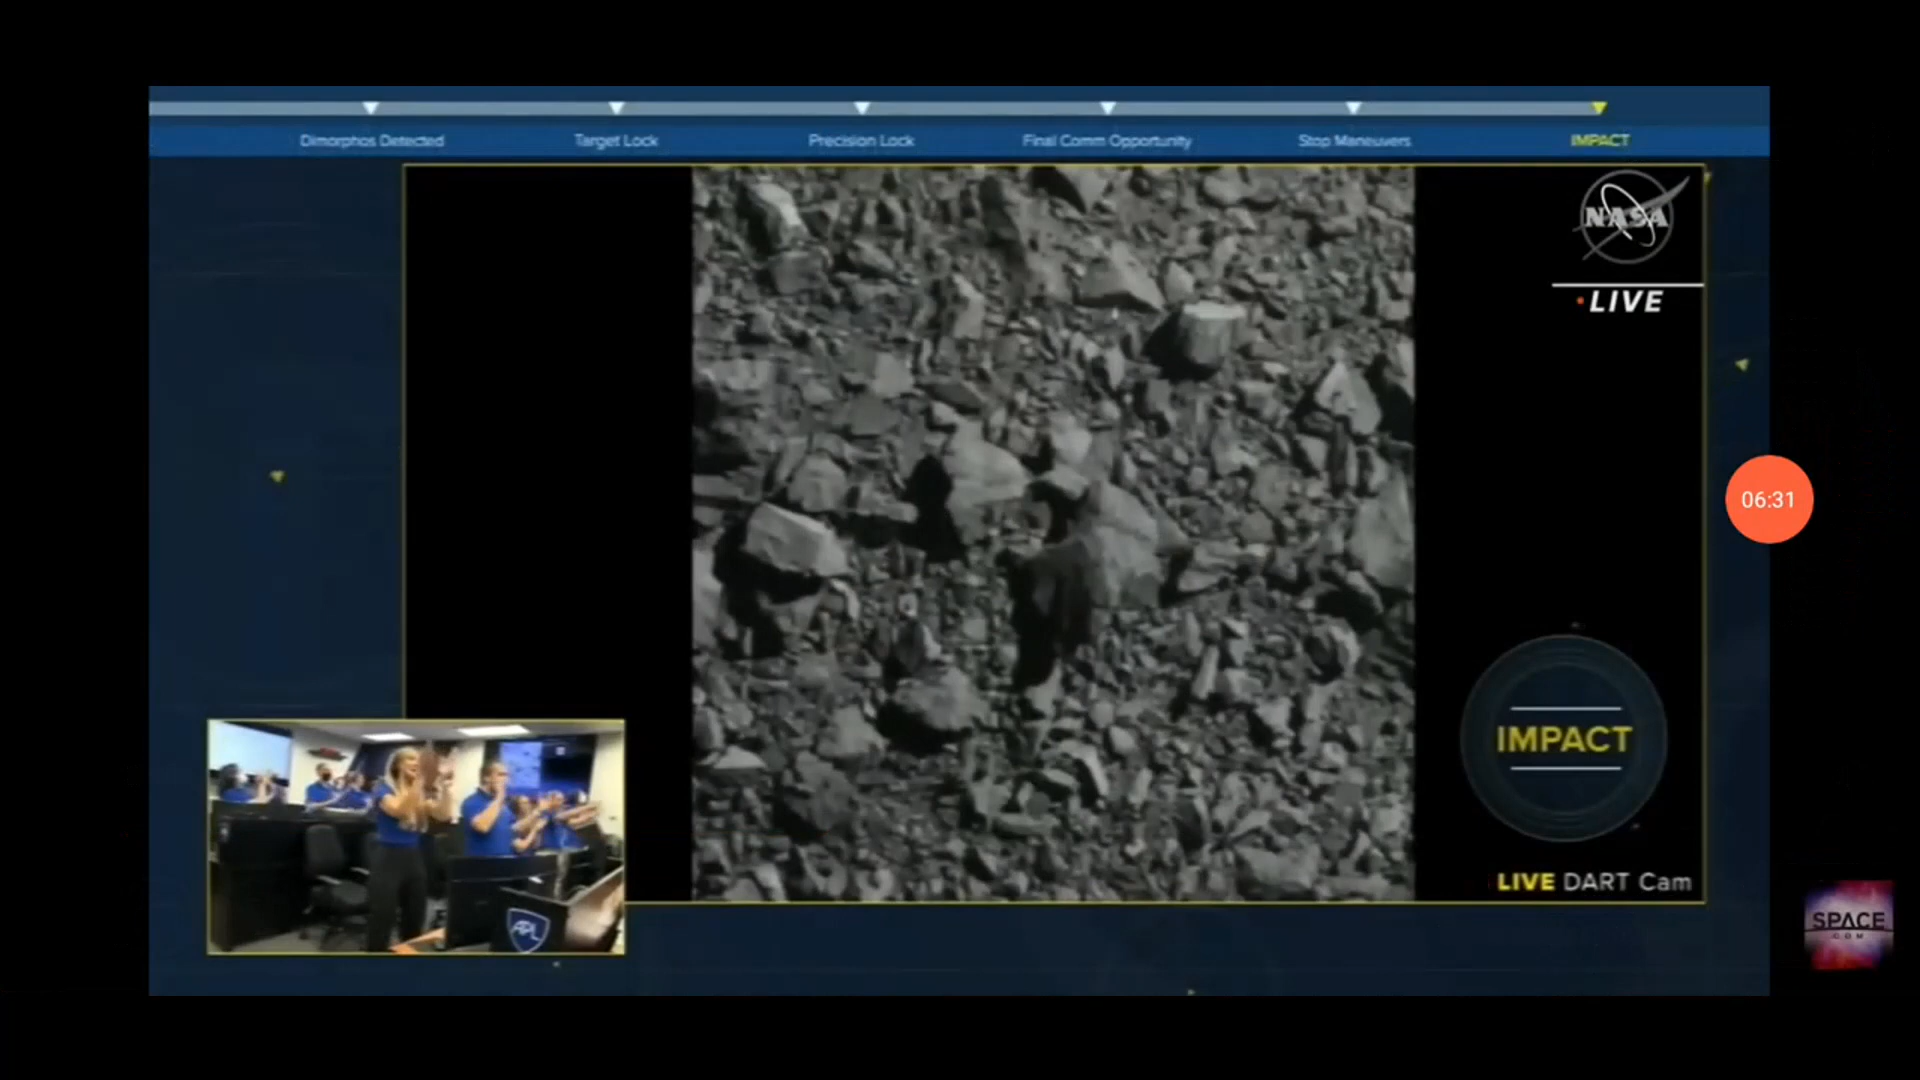 Dimorphos Detected
Target Lock
Precision Lock
Final Comm Opportunity
Stop Maneuvers
IMPACT
NASA
LIVE
06:31
IMPACT
LIVE DART Cam
SPACE
.COM
APL